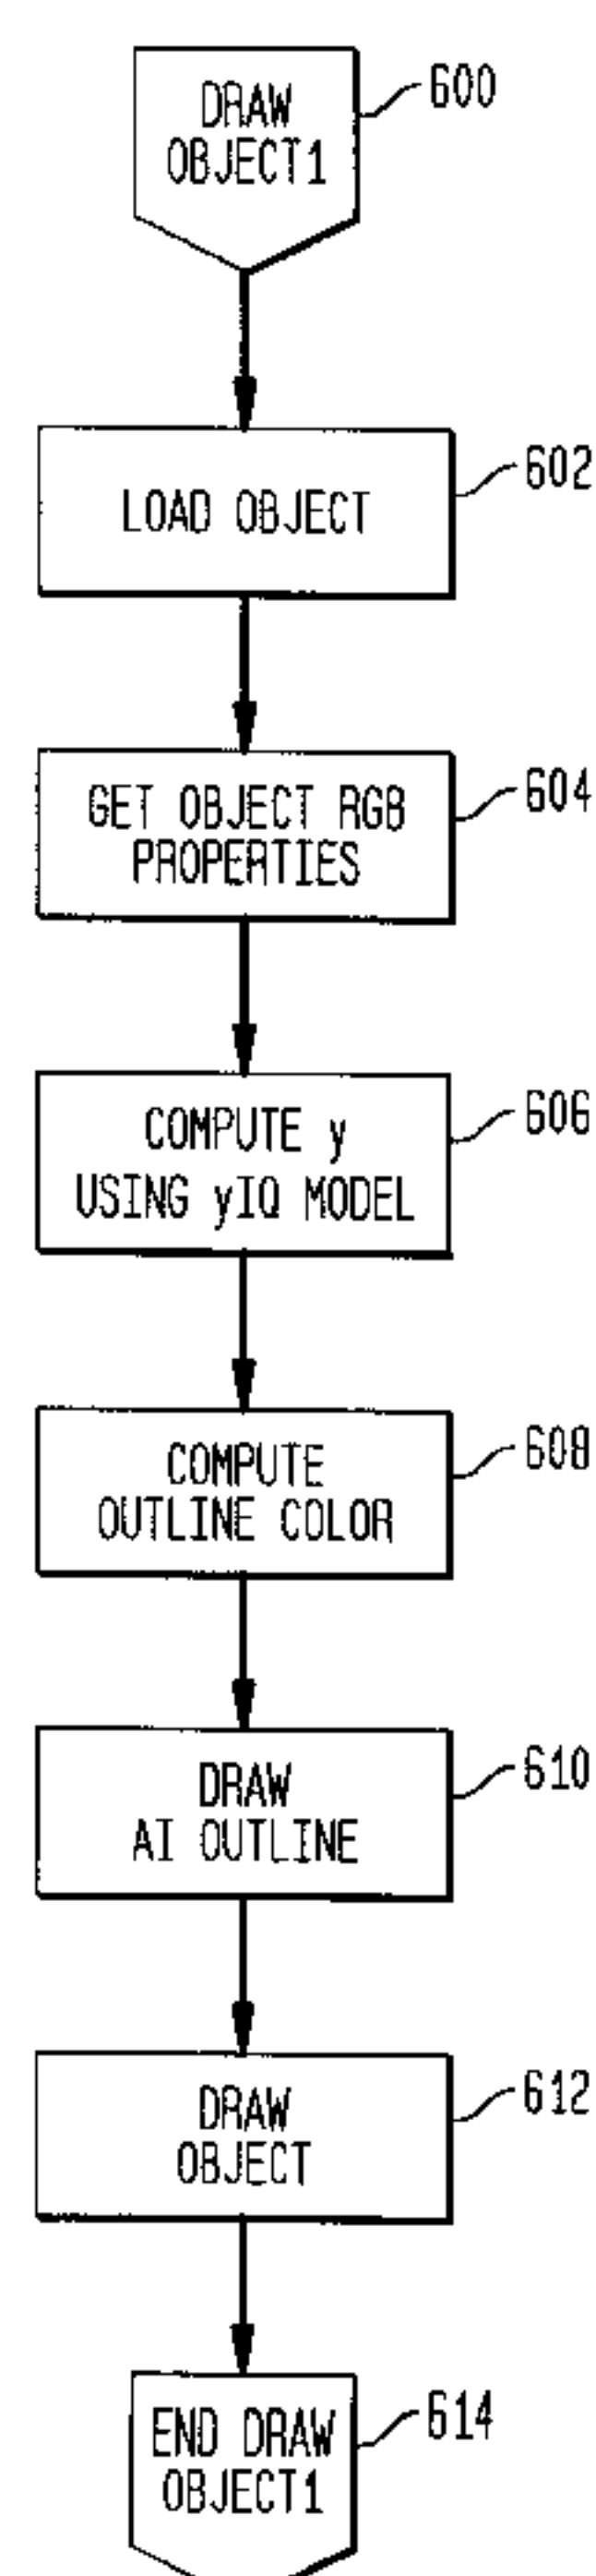 DRAW
OBJECT1
600
LOAD OBJECT
602
GET OBJECT RGB
PROPERTIES
604
COMPUTE y
USING yIQ MODEL
606
COMPUTE
OUTLINE COLOR
608
DRAW
AI OUTLINE
610
DRAW
OBJECT
612
END DRAW
OBJECT1
614